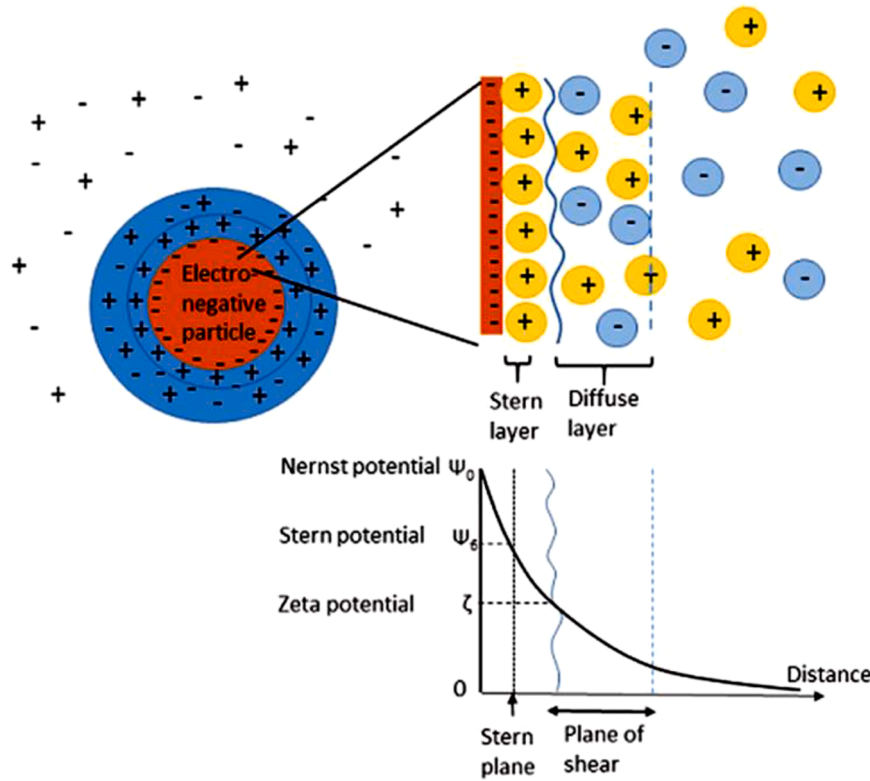 Electro-
negative
particle
Stern
layer
Diffuse
layer
Nernst potential Ψ₀
Stern potential Ψ₆
Zeta potential ζ
0
Distance
Stern
plane
Plane of
shear